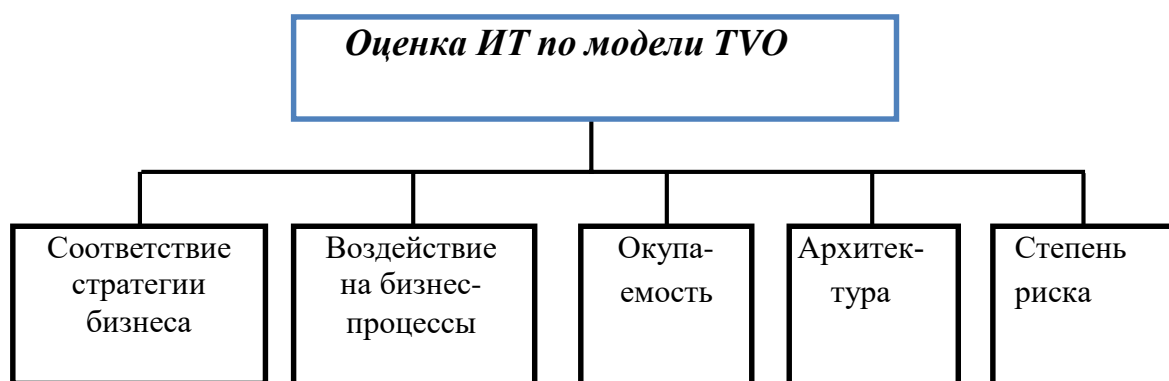 Оценка ИТ по модели TVO
Соответствие
стратегии
бизнеса
Воздействие
на бизнес-
процессы
Окупа-
емость
Архитек-
тура
Степень
риска